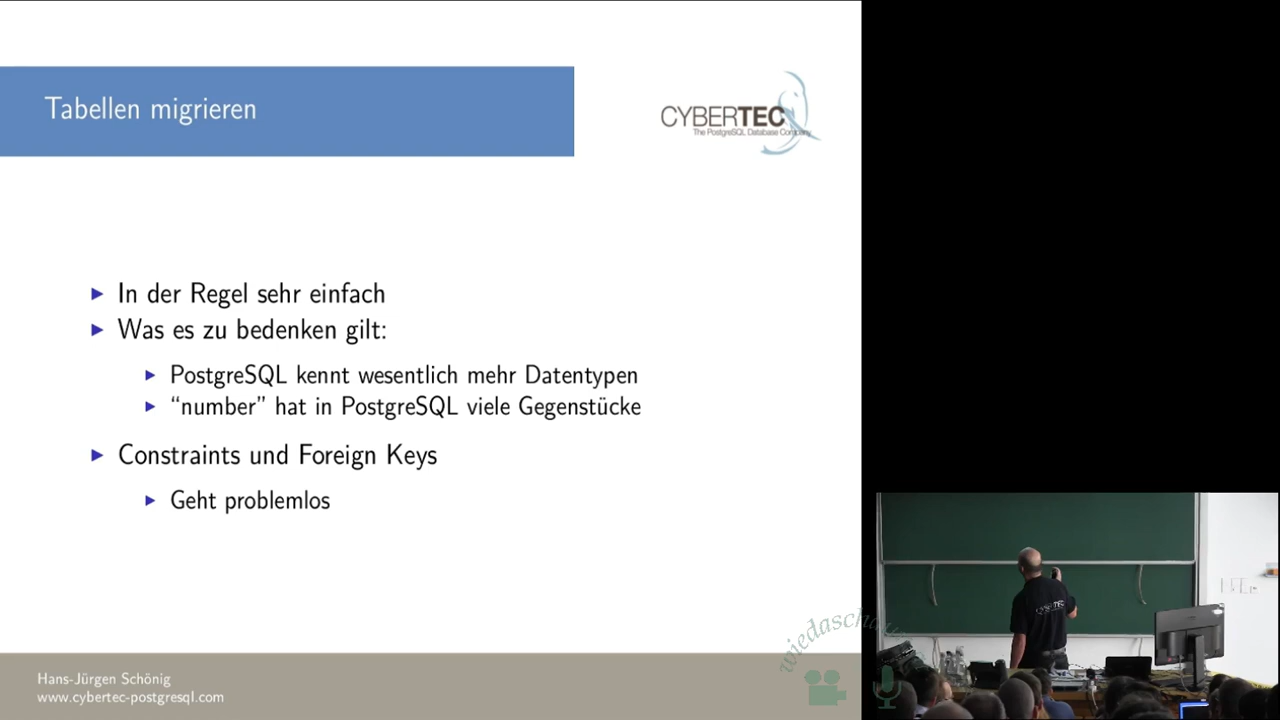 Tabellen migrieren
CYBERTEC
The PostgreSQL Database Company
▶ In der Regel sehr einfach
▶ Was es zu bedenken gilt:
▶ PostgreSQL kennt wesentlich mehr Datentypen
▶ “number” hat in PostgreSQL viele Gegenstücke
▶ Constraints und Foreign Keys
▶ Geht problemlos
Hans-Jürgen Schönig
www.cybertec-postgresql.com
CYBERTEC